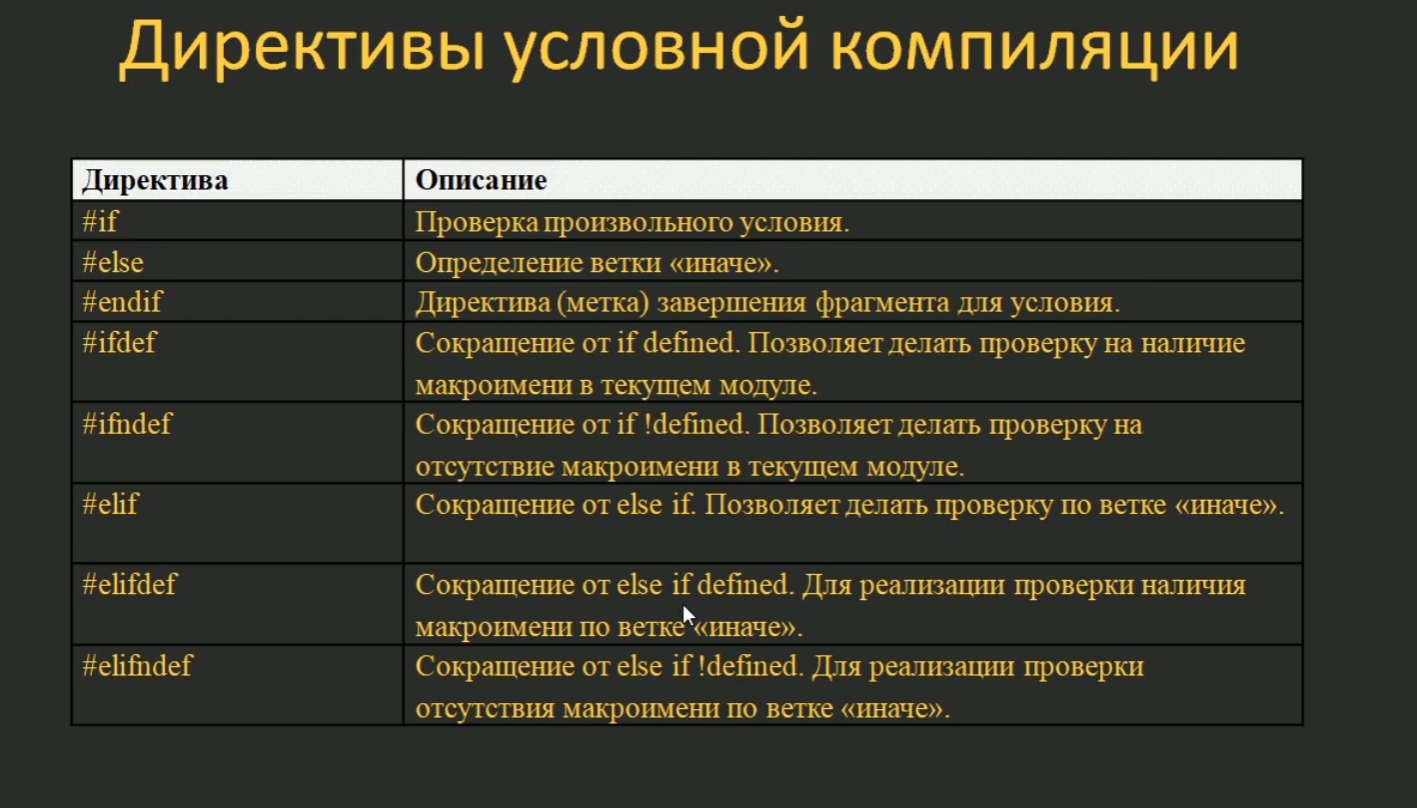 Директивы условной компиляции
Директива Описание
#if Проверка произвольного условия.
#else Определение ветки «иначе».
#endif Директива (метка) завершения фрагмента для условия.
#ifdef Сокращение от if defined. Позволяет делать проверку на наличие
макроимени в текущем модуле.
#ifndef Сокращение от if !defined. Позволяет делать проверку на
отсутствие макроимени в текущем модуле.
#elif Сокращение от else if. Позволяет делать проверку по ветке «иначе».
#elifdef Сокращение от else if defined. Для реализации проверки наличия
макроимени по ветке «иначе».
#elifndef Сокращение от else if !defined. Для реализации проверки
отсутствия макроимени по ветке «иначе».